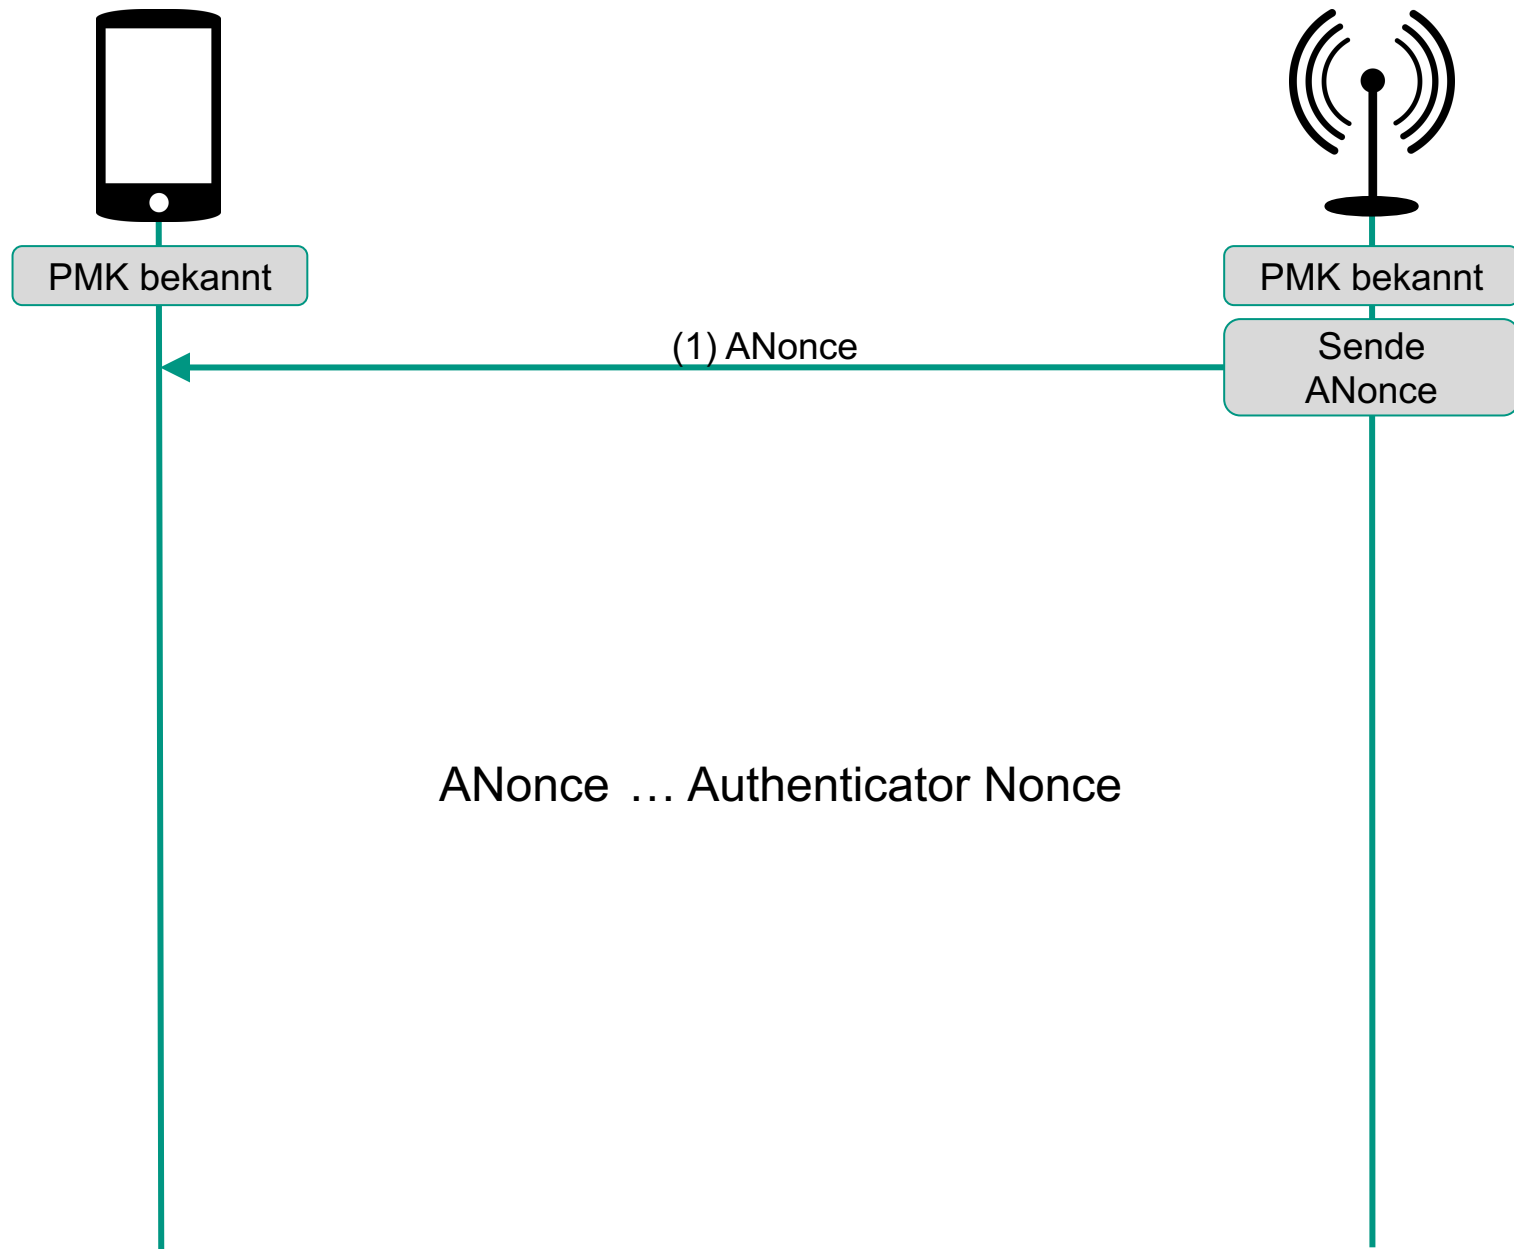 PMK bekannt
PMK bekannt
(1) ANonce
Sende
ANonce
ANonce … Authenticator Nonce